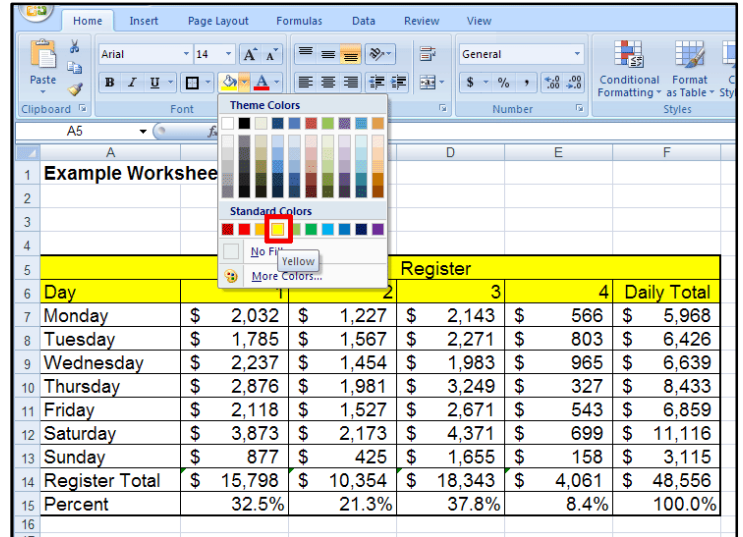 Home Insert Page Layout Formulas Data Review View
Arial 14 A A General
Paste B I U A $ % , .0 .00 .00 .0 Conditional Formatting Format as Table
Clipboard Font Number Styles
A5
Theme Colors
Standard Colors
No Fill
Yellow
More Colors...
A D E F
1 Example Workshee
2
3
4
5 Register
6 Day 1 2 3 4 Daily Total
7 Monday $ 2,032 $ 1,227 $ 2,143 $ 566 $ 5,968
8 Tuesday $ 1,785 $ 1,567 $ 2,271 $ 803 $ 6,426
9 Wednesday $ 2,237 $ 1,454 $ 1,983 $ 965 $ 6,639
10 Thursday $ 2,876 $ 1,981 $ 3,249 $ 327 $ 8,433
11 Friday $ 2,118 $ 1,527 $ 2,671 $ 543 $ 6,859
12 Saturday $ 3,873 $ 2,173 $ 4,371 $ 699 $ 11,116
13 Sunday $ 877 $ 425 $ 1,655 $ 158 $ 3,115
14 Register Total $ 15,798 $ 10,354 $ 18,343 $ 4,061 $ 48,556
15 Percent 32.5% 21.3% 37.8% 8.4% 100.0%
16